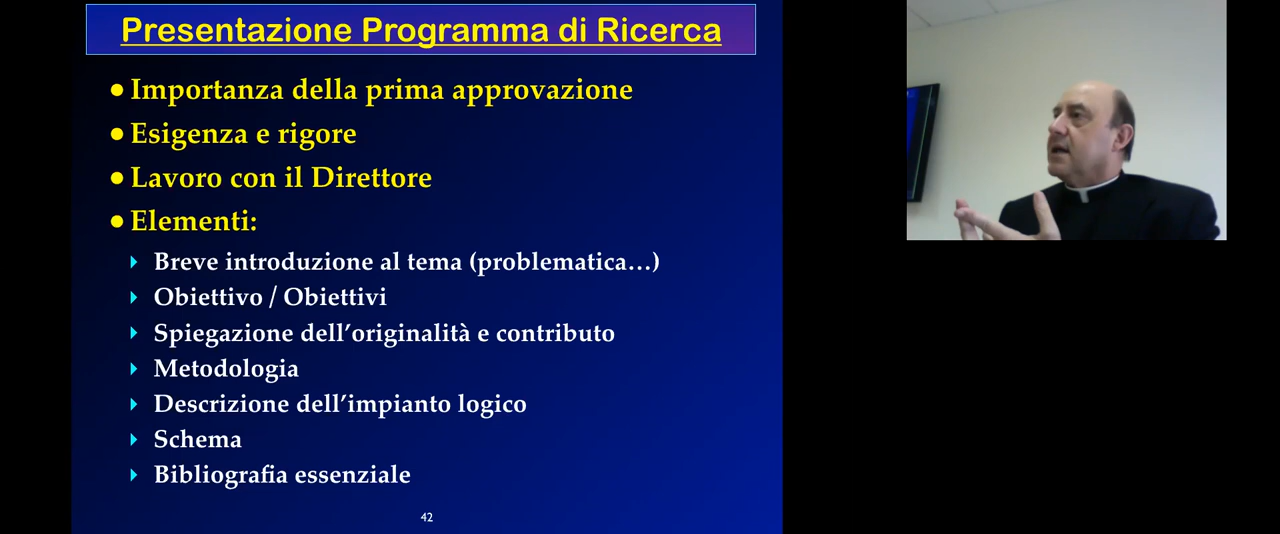 Presentazione Programma di Ricerca
● Importanza della prima approvazione
● Esigenza e rigore
● Lavoro con il Direttore
● Elementi:
Breve introduzione al tema (problematica…)
Obiettivo / Obiettivi
Spiegazione dell’originalità e contributo
Metodologia
Descrizione dell’impianto logico
Schema
Bibliografia essenziale
42